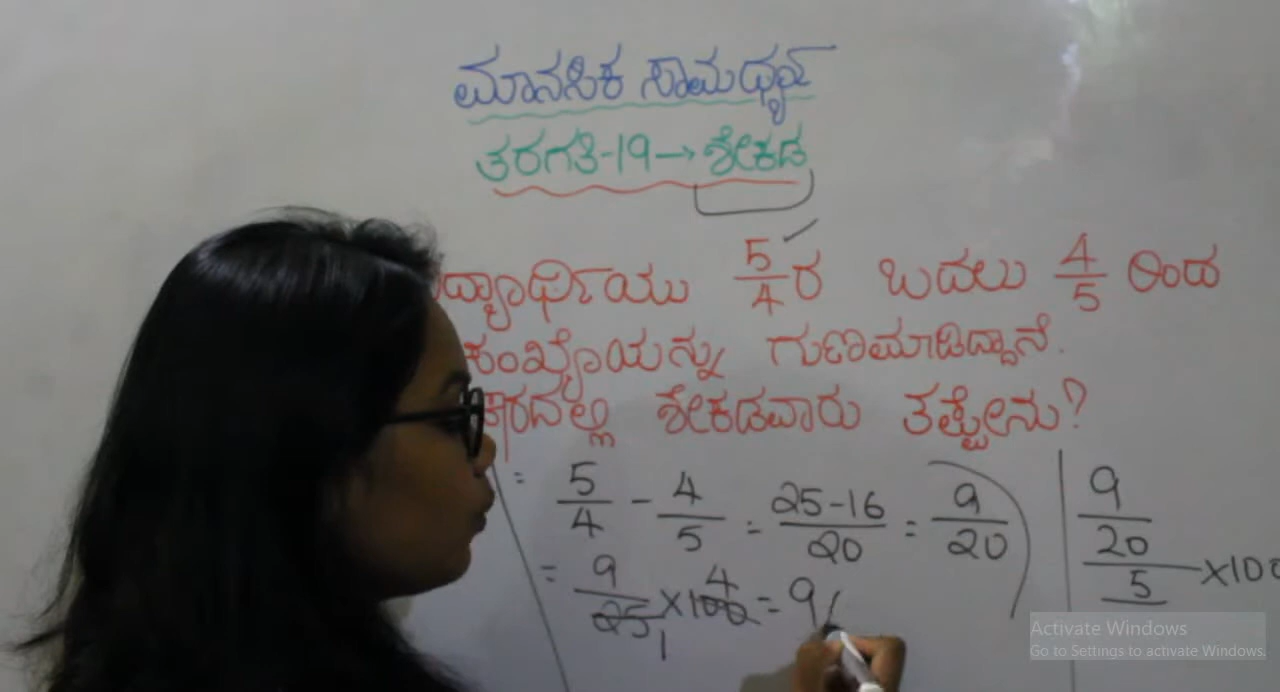 ಮಾನಸಿಕ ಸಾಮರ್ಥ್ಯ
ತರಗತಿ-19 → ಶೇಕಡ
5/4 ರ ಬದಲು 4/5 ರಿಂದ
ಸಂಖ್ಯೆಯನ್ನು ಗುಣಮಾಡಿದ್ದಾನೆ.
ಶೇಕಡವಾರು ತಪ್ಪೇನು?
= 5/4 - 4/5 = 25-16/20 = 9/20
= 9/25 × 100 4 = 9
1
9/20
5 ×100
Activate Windows
Go to Settings to activate Windows.